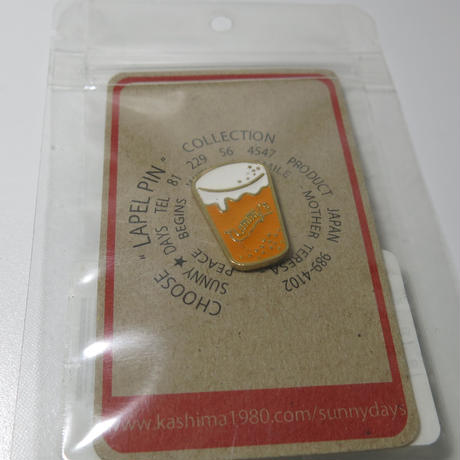 CHOOSE "LAPEL PIN" COLLECTION
PRODUCT JAPAN 989-4102
SUNNY★DAYS TEL 81 229 56 4547
PEACE BEGINS
MILE - MOTHER TERESA
www.kashima1980.com/sunnydays